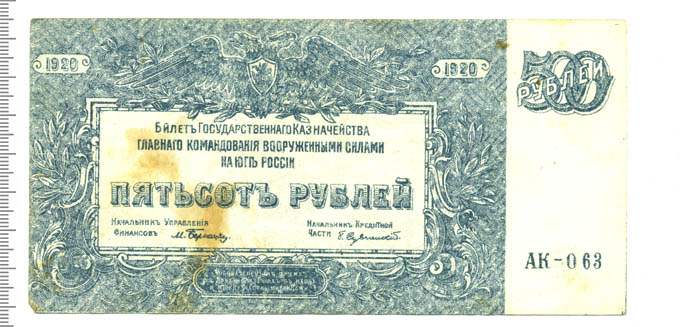 1920
1920
500
РУБЛЕЙ
БИЛЕТЪ ГОСУДАРСТВЕННАГО КАЗНАЧЕЙСТВА
ГЛАВНАГО КОМАНДОВАНІЯ ВООРУЖЕННЫМИ СИЛАМИ
НА ЮГѢ РОССІИ
ПЯТЬСОТЪ РУБЛЕЙ
НАЧАЛЬНИКЪ УПРАВЛЕНІЯ
ФИНАНСОВЪ
НАЧАЛЬНИКЪ КРЕДИТНОЙ
ЧАСТИ
АК-063